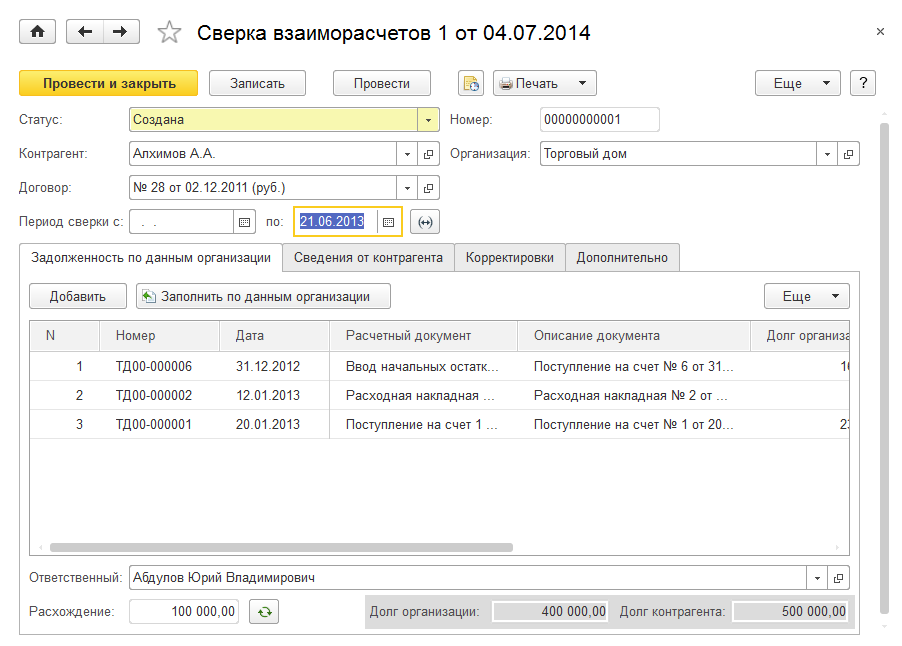 Сверка взаиморасчетов 1 от 04.07.2014
Провести и закрыть Записать Провести Печать Еще ?
Статус: Создана Номер: 00000000001
Контрагент: Алхимов А.А. Организация: Торговый дом
Договор: № 28 от 02.12.2011 (руб.)
Период сверки с: . . по: 21.06.2013
Задолженность по данным организации Сведения от контрагента Корректировки Дополнительно
Добавить Заполнить по данным организации Еще
N Номер Дата Расчетный документ Описание документа Долг организа
1 ТД00-000006 31.12.2012 Ввод начальных остатк... Поступление на счет № 6 от 31...
2 ТД00-000002 12.01.2013 Расходная накладная ... Расходная накладная № 2 от ...
3 ТД00-000001 20.01.2013 Поступление на счет 1 ... Поступление на счет № 1 от 20...
Ответственный: Абдулов Юрий Владимирович
Расхождение: 100 000,00 Долг организации: 400 000,00 Долг контрагента: 500 000,00